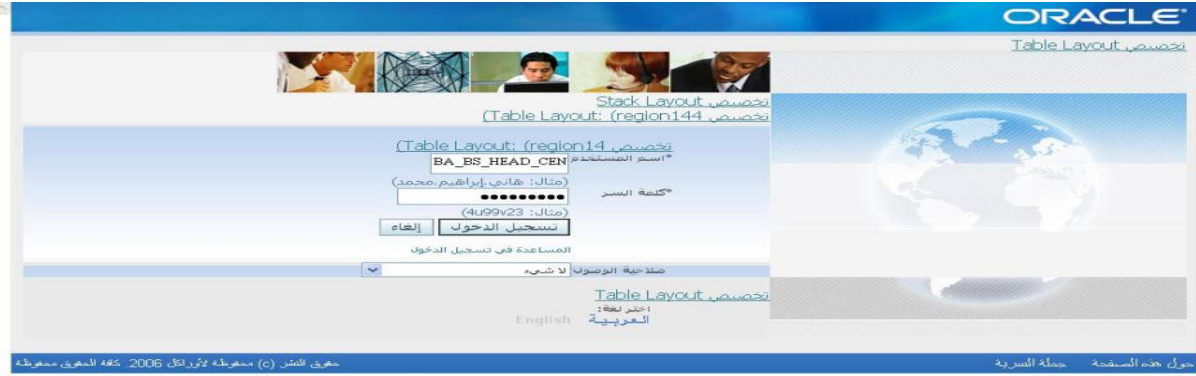 ORACLE
تخصيص Table Layout
تخصيص Stack Layout
تخصيص Table Layout: (region144)
تخصيص Table Layout: (region14)
*اسم المستخدم BA_BS_HEAD_CEN
(مثال: هاني.إبراهيم.محمد)
*كلمة السر •••••••••
(مثال: 4u99v23)
تسجيل الدخول إلغاء
المساعدة في تسجيل الدخول
صلاحية الوصول لا شيء
تخصيص Table Layout
اختر لغة:
العربية English
حول هذه الصفحة جملة السرية حقوق النشر (c) محفوظة لأوراكل 2006. كافة الحقوق محفوظة